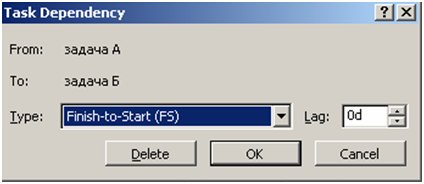 Task Dependency
From: задача А
To: задача Б
Type: Finish-to-Start (FS) Lag: 0d
Delete OK Cancel